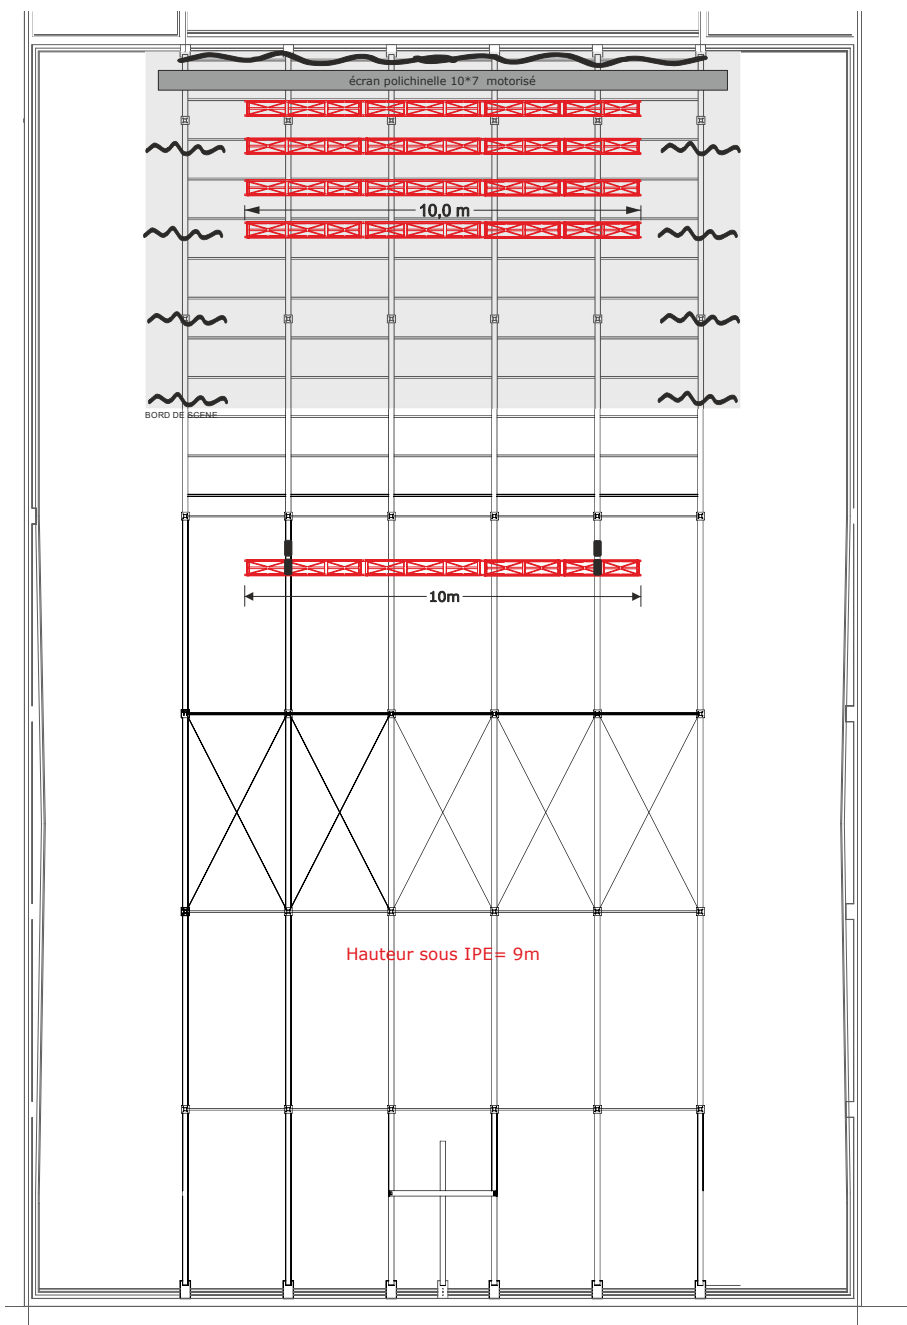 écran polichinelle 10*7 motorisé
10,0 m
BORD DE SCENE
10m
Hauteur sous IPE= 9m